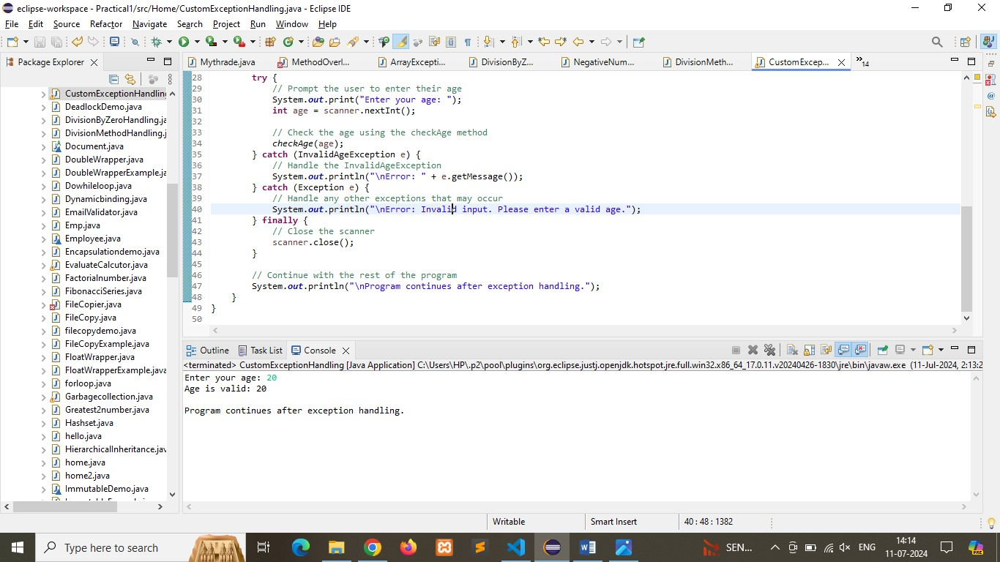 eclipse-workspace - Practical1/src/Home/CustomExceptionHandling.java - Eclipse IDE
File Edit Source Refactor Navigate Search Project Run Window Help
Package Explorer
CustomExceptionHandlin
DeadlockDemo.java
DivisionByZeroHandling.ja
DivisionMethodHandling.j
Document.java
DoubleWrapper.java
DoubleWrapperExample.ja
Dowhileloop.java
Dynamicbinding.java
EmailValidator.java
Emp.java
Employee.java
Encapsulationdemo.java
EvaluateCalcutor.java
Factorialnumber.java
FibonacciSeries.java
FileCopier.java
FileCopy.java
filecopydemo.java
FileCopyExample.java
FloatWrapper.java
FloatWrapperExample.java
forloop.java
Garbagecollection.java
Greatest2number.java
Hashset.java
hello.java
HierarchicalInheritance.jav
home.java
home2.java
ImmutableDemo.java
Mythrade.java MethodOverl... ArrayExcepti... DivisionByZ... NegativeNum... DivisionMeth... CustomExcep... 14
28 try {
29 // Prompt the user to enter their age
30 System.out.print("Enter your age: ");
31 int age = scanner.nextInt();
32
33 // Check the age using the checkAge method
34 checkAge(age);
35 } catch (InvalidAgeException e) {
36 // Handle the InvalidAgeException
37 System.out.println("\nError: " + e.getMessage());
38 } catch (Exception e) {
39 // Handle any other exceptions that may occur
40 System.out.println("\nError: Invalid input. Please enter a valid age.");
41 } finally {
42 // Close the scanner
43 scanner.close();
44 }
45
46 // Continue with the rest of the program
47 System.out.println("\nProgram continues after exception handling.");
48 }
49 }
50
Outline Task List Console
<terminated> CustomExceptionHandling [Java Application] C:\Users\HP\.p2\pool\plugins\org.eclipse.justj.openjdk.hotspot.jre.full.win32.x86_64_17.0.11.v20240426-1830\jre\bin\javaw.exe (11-Jul-2024, 2:13:2
Enter your age: 20
Age is valid: 20
Program continues after exception handling.
Writable Smart Insert 40 : 48 : 1382
Type here to search SEN... ENG 14:14
11-07-2024